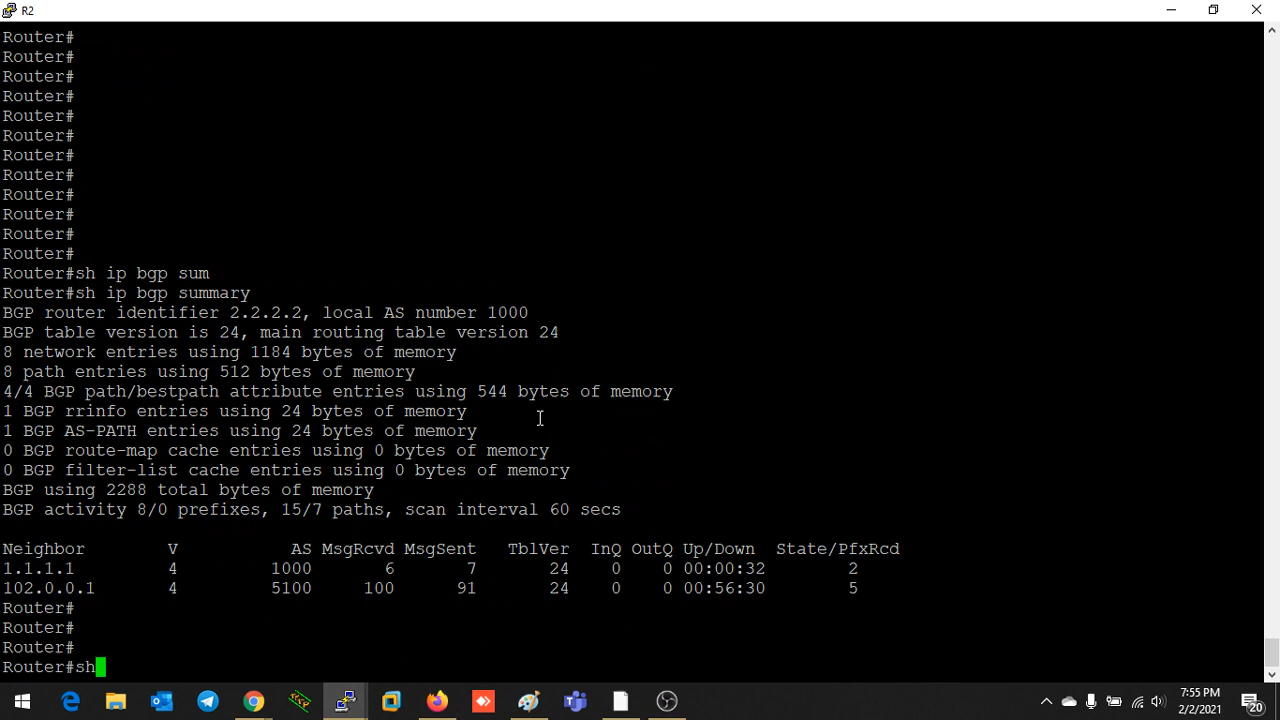 R2
Router#
Router#
Router#
Router#
Router#
Router#
Router#
Router#
Router#
Router#
Router#
Router#
Router#sh ip bgp sum
Router#sh ip bgp summary
BGP router identifier 2.2.2.2, local AS number 1000
BGP table version is 24, main routing table version 24
8 network entries using 1184 bytes of memory
8 path entries using 512 bytes of memory
4/4 BGP path/bestpath attribute entries using 544 bytes of memory
1 BGP rrinfo entries using 24 bytes of memory
1 BGP AS-PATH entries using 24 bytes of memory
0 BGP route-map cache entries using 0 bytes of memory
0 BGP filter-list cache entries using 0 bytes of memory
BGP using 2288 total bytes of memory
BGP activity 8/0 prefixes, 15/7 paths, scan interval 60 secs
Neighbor V AS MsgRcvd MsgSent TblVer InQ OutQ Up/Down State/PfxRcd
1.1.1.1 4 1000 6 7 24 0 0 00:00:32 2
102.0.0.1 4 5100 100 91 24 0 0 00:56:30 5
Router#
Router#
Router#
Router#sh
7:55 PM
2/2/2021
20